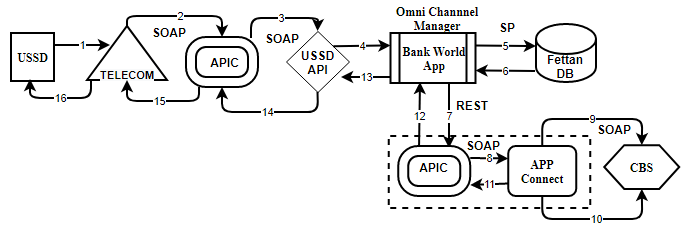 Omni Channnel
Manager
2
SOAP
3
SOAP
SP
USSD
1
TELECOM
APIC
USSD
API
4
Bank World
App
5
6
Fettan
DB
13
16
15
14
12
7
REST
9
SOAP
SOAP
APIC
8
11
APP
Connect
CBS
10